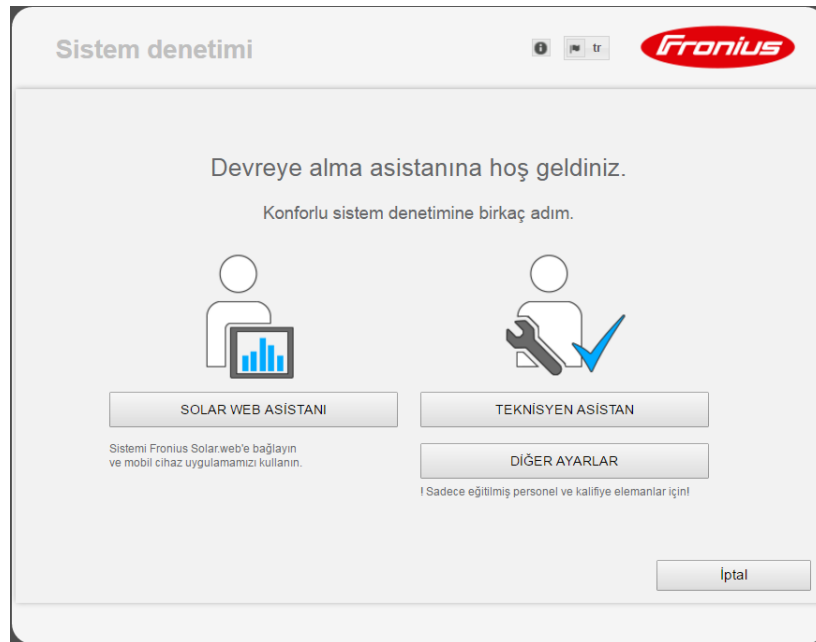 Sistem denetimi
tr
Fronius
Devreye alma asistanına hoş geldiniz.
Konforlu sistem denetimine birkaç adım.
SOLAR WEB ASİSTANI
TEKNİSYEN ASİSTAN
Sistemi Fronius Solar.web'e bağlayın
ve mobil cihaz uygulamamızı kullanın.
DİĞER AYARLAR
! Sadece eğitilmiş personel ve kalifiye elemanlar için!
İptal